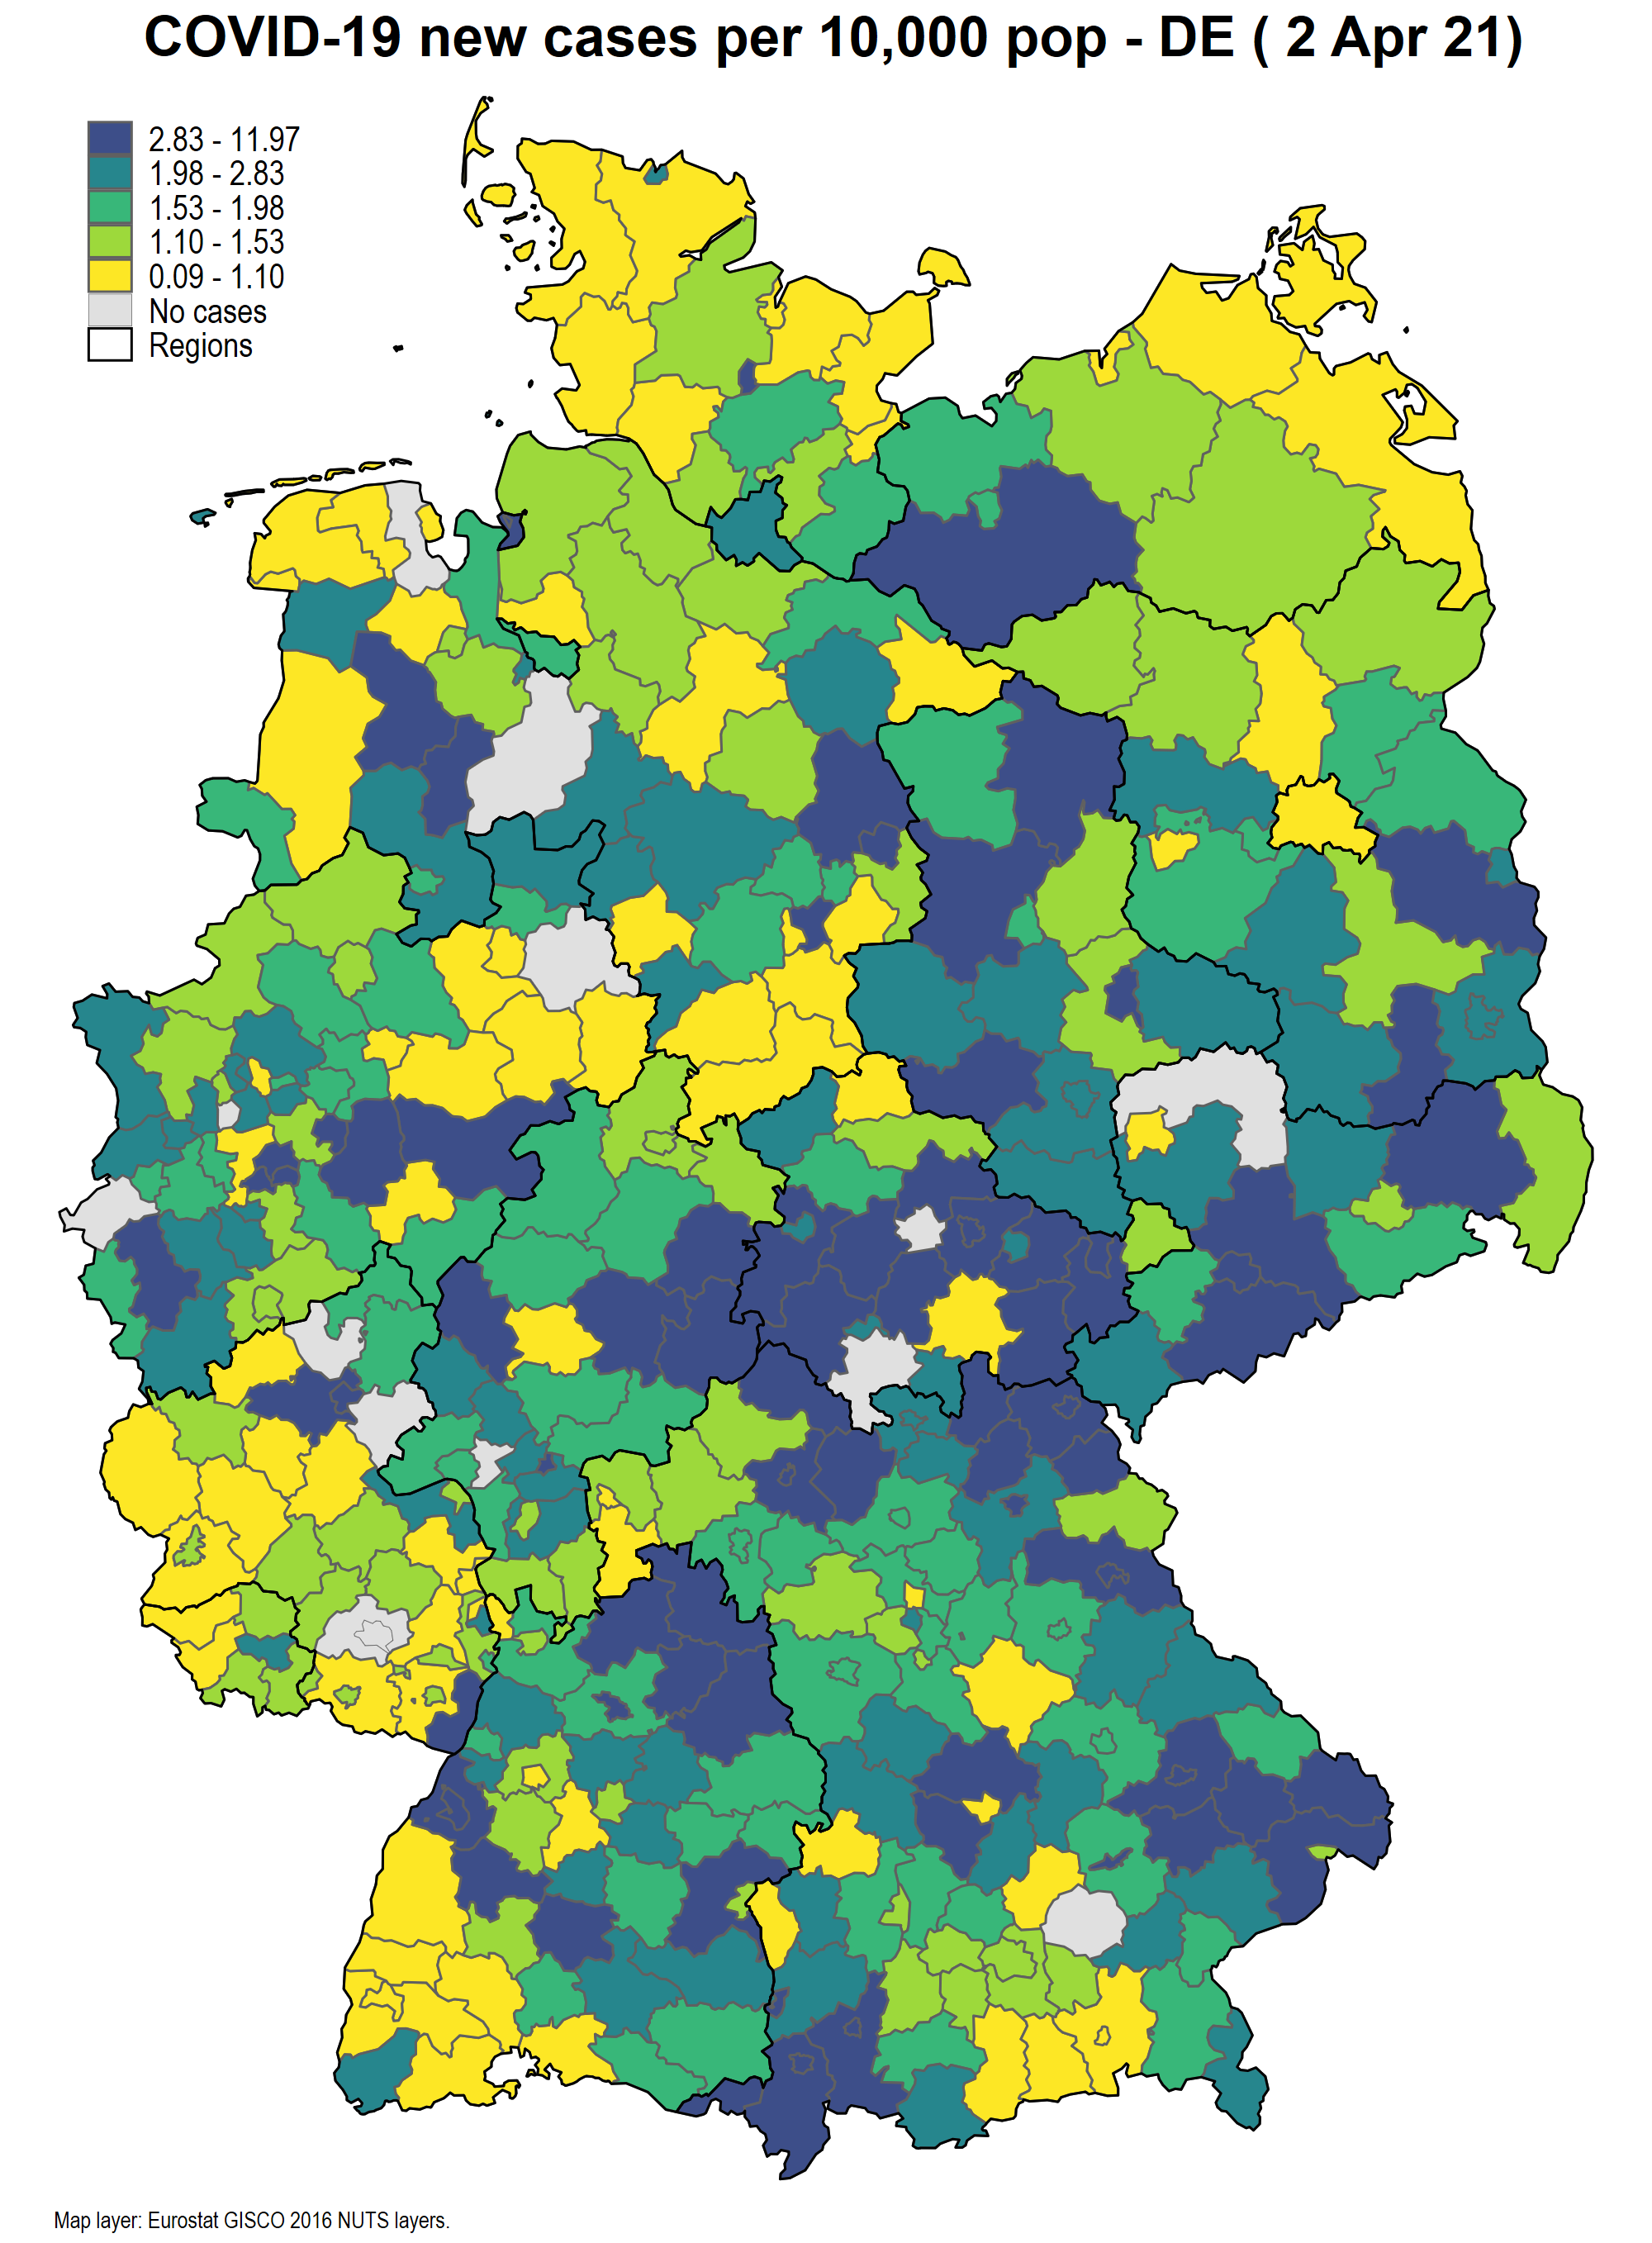 COVID-19 new cases per 10,000 pop - DE ( 2 Apr 21)
2.83 - 11.97
1.98 - 2.83
1.53 - 1.98
1.10 - 1.53
0.09 - 1.10
No cases
Regions
Map layer: Eurostat GISCO 2016 NUTS layers.